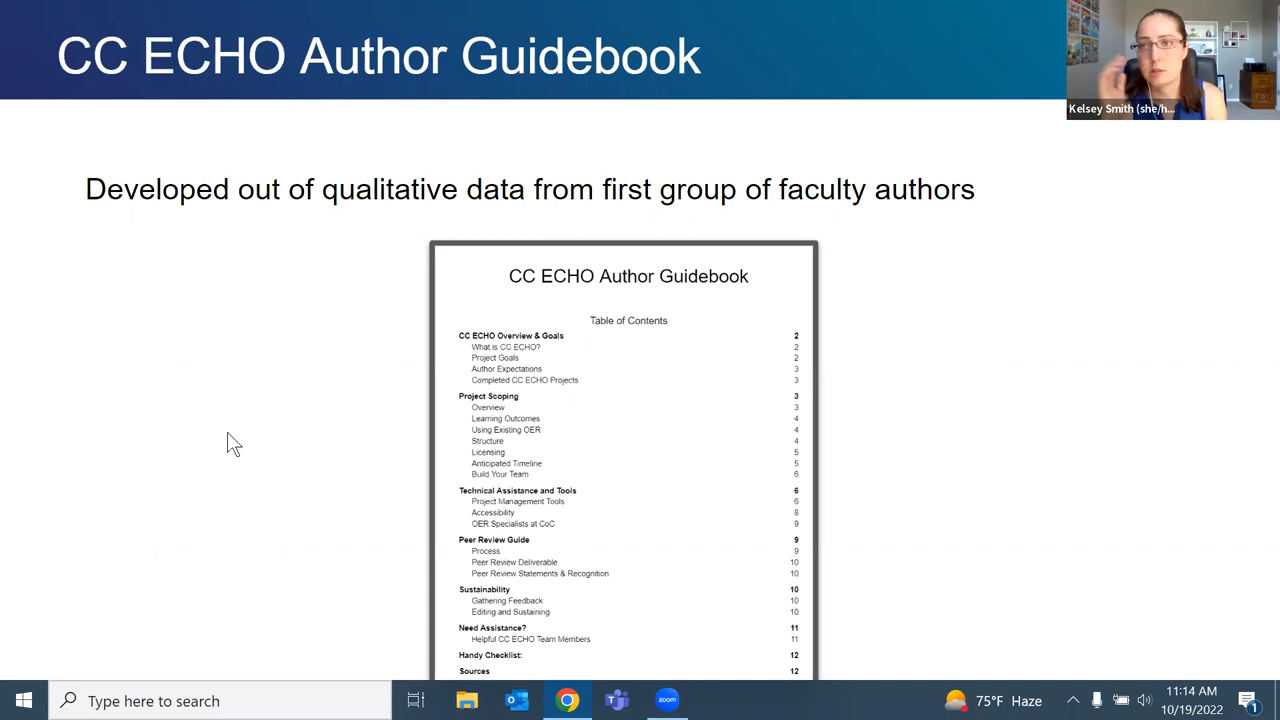 CC ECHO Author Guidebook
Kelsey Smith (she/h...
Developed out of qualitative data from first group of faculty authors
CC ECHO Author Guidebook
Table of Contents
CC ECHO Overview & Goals 2
What is CC ECHO? 2
Project Goals 2
Author Expectations 3
Completed CC ECHO Projects 3
Project Scoping 3
Overview 3
Learning Outcomes 4
Using Existing OER 4
Structure 4
Licensing 5
Anticipated Timeline 5
Build Your Team 6
Technical Assistance and Tools 6
Project Management Tools 6
Accessibility 8
OER Specialists at CoC 9
Peer Review Guide 9
Process 9
Peer Review Deliverable 10
Peer Review Statements & Recognition 10
Sustainability 10
Gathering Feedback 10
Editing and Sustaining 10
Need Assistance? 11
Helpful CC ECHO Team Members 11
Handy Checklist: 12
Sources 12
Type here to search
zoom
75°F Haze
11:14 AM
10/19/2022
1